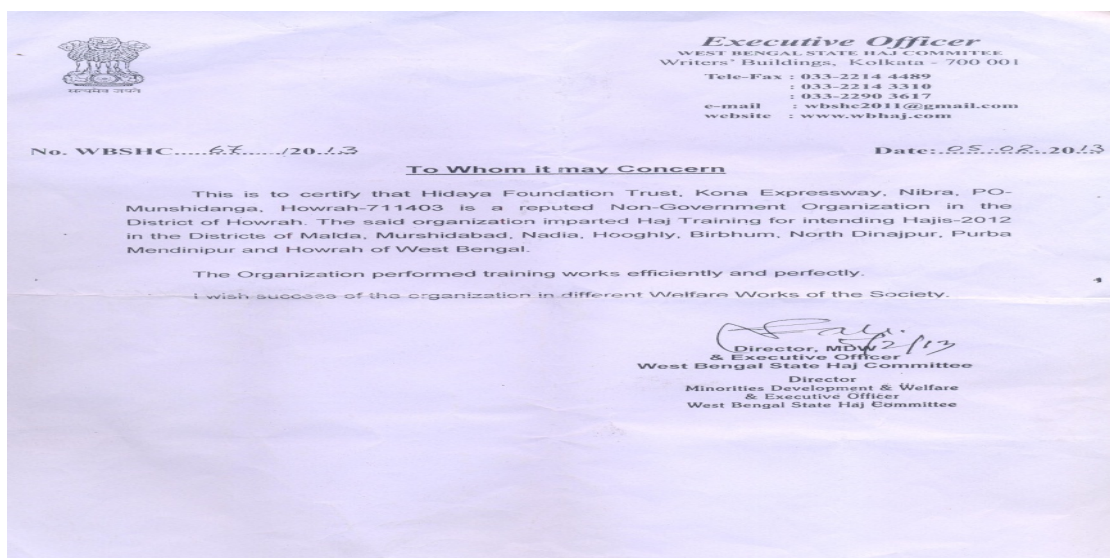 सत्यमेव जयते
Executive Officer
WEST BENGAL STATE HAJ COMMITEE
Writers' Buildings, Kolkata - 700 001
Tele-Fax : 033-2214 4489
: 033-2214 3310
: 033-2290 3617
e-mail : wbshc2011@gmail.com
website : www.wbhaj.com
No. WBSHC.....67......./20.13
Date:.05.02.....2013
To Whom it may Concern
This is to certify that Hidaya Foundation Trust, Kona Expressway, Nibra, PO-
Munshidanga, Howrah-711403 is a reputed Non-Government Organization in the
District of Howrah. The said organization imparted Haj Training for intending Hajis-2012
in the Districts of Malda, Murshidabad, Nadia, Hooghly, Birbhum, North Dinajpur, Purba
Mendinipur and Howrah of West Bengal.
The Organization performed training works efficiently and perfectly.
I wish success of the organization in different Welfare Works of the Society.
5/2/13
Director, MDW
& Executive Officer
West Bengal State Haj Committee
Director
Minorities Development & Welfare
& Executive Officer
West Bengal State Haj Committee